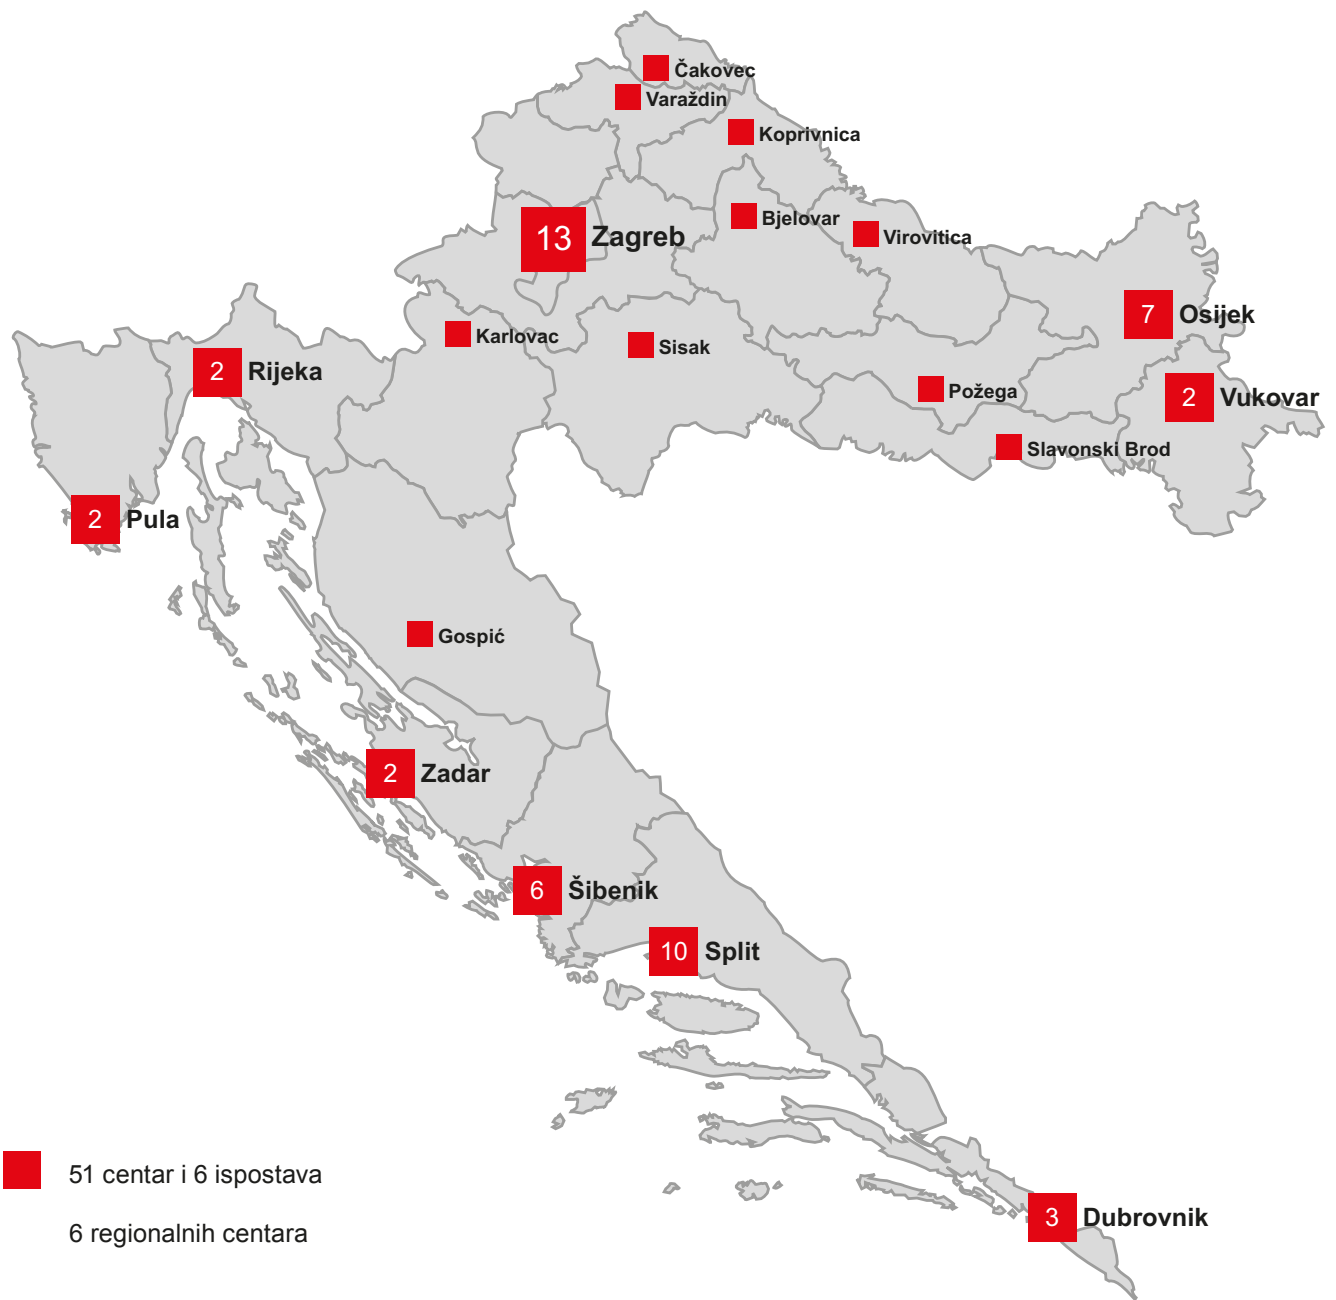 Čakovec
Varaždin
Koprivnica
Bjelovar
Virovitica
13 Zagreb
7 Osijek
Karlovac
Sisak
2 Rijeka
Požega
2 Vukovar
Slavonski Brod
2 Pula
Gospić
2 Zadar
6 Šibenik
10 Split
51 centar i 6 ispostava
3 Dubrovnik
6 regionalnih centara